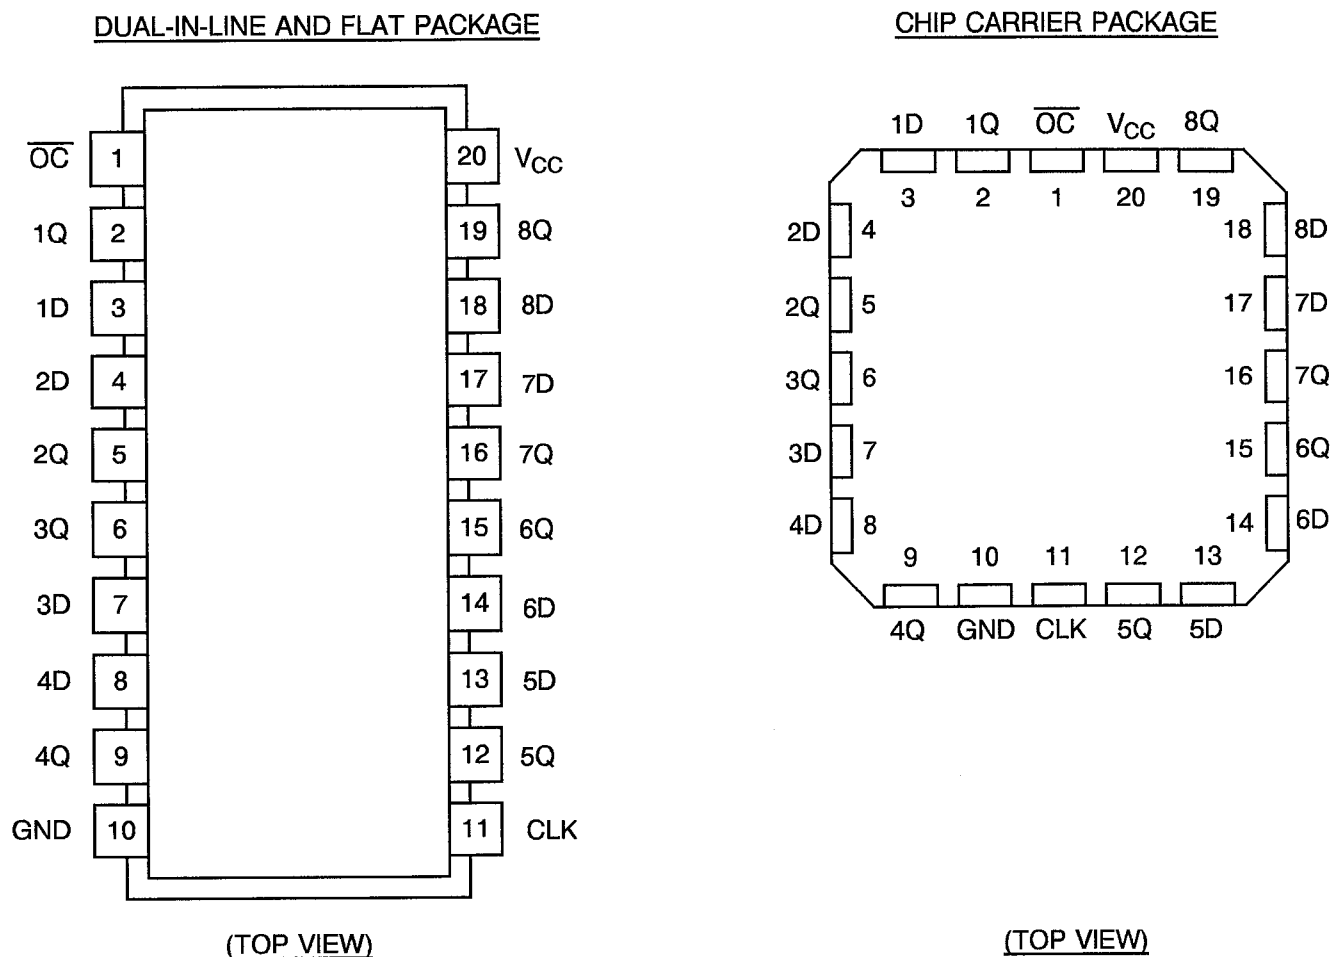 DUAL-IN-LINE AND FLAT PACKAGE
O̅C̅ 1 20 VCC
1Q 2 19 8Q
1D 3 18 8D
2D 4 17 7D
2Q 5 16 7Q
3Q 6 15 6Q
3D 7 14 6D
4D 8 13 5D
4Q 9 12 5Q
GND 10 11 CLK
(TOP VIEW)
CHIP CARRIER PACKAGE
1D 1Q O̅C̅ VCC 8Q
3 2 1 20 19
2D 4 18 8D
2Q 5 17 7D
3Q 6 16 7Q
3D 7 15 6Q
4D 8 14 6D
9 10 11 12 13
4Q GND CLK 5Q 5D
(TOP VIEW)